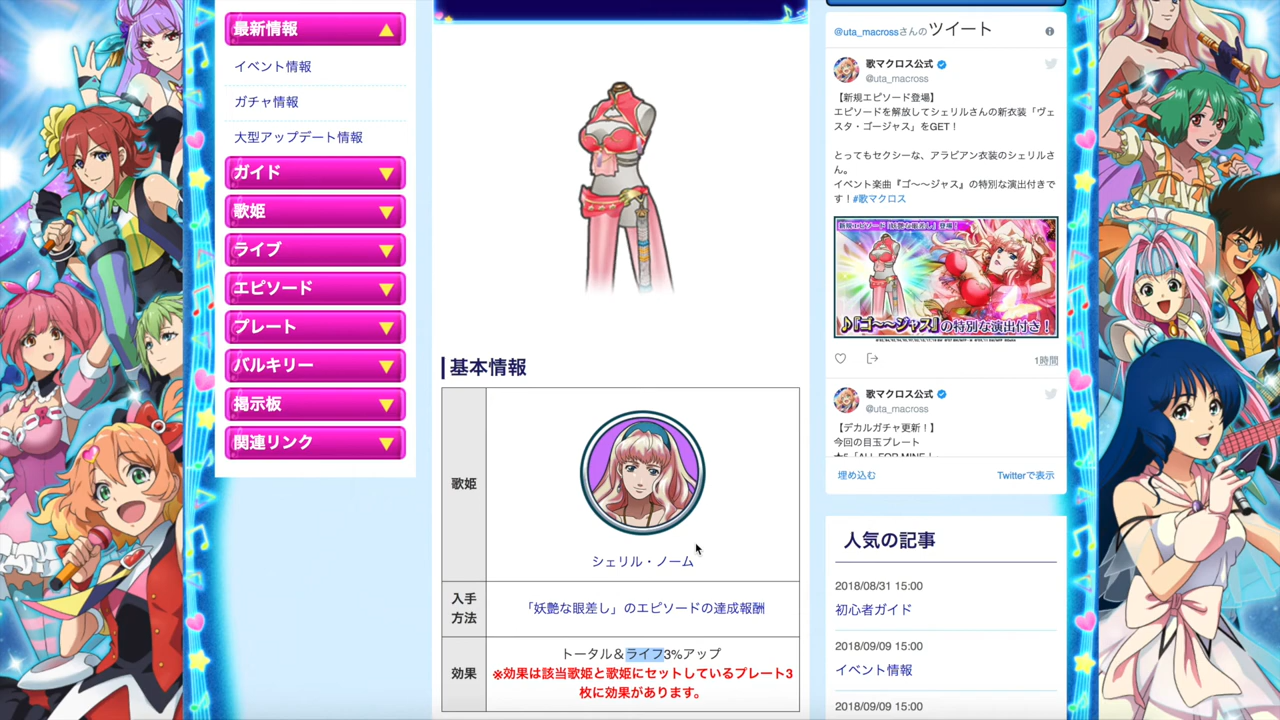 最新情報
イベント情報
ガチャ情報
大型アップデート情報
ガイド
歌姫
ライブ
エピソード
プレート
バルキリー
掲示板
関連リンク
基本情報
歌姫
シェリル・ノーム
入手
方法
「妖艶な眼差し」のエピソードの達成報酬
効果
トータル&ライフ3%アップ
※効果は該当歌姫と歌姫にセットしているプレート3
枚に効果があります。
@uta_macrossさんのツイート
歌マクロス公式
@uta_macross
【新規エピソード登場】
エピソードを解放してシェリルさんの新衣装「ヴェ
スタ・ゴージャス」をGET！
とってもセクシーな、アラビアン衣装のシェリルさ
ん。
イベント楽曲『ゴ〜〜ジャス』の特別な演出付きで
す！#歌マクロス
新規エピソード「妖艶な眼差し」登場!!
♪『ゴ〜〜ジャス』の特別な演出付き！
1時間
歌マクロス公式
@uta_macross
【デカルガチャ更新！】
今回の目玉プレート
埋め込む
Twitterで表示
人気の記事
2018/08/31 15:00
初心者ガイド
2018/09/09 15:00
イベント情報
2018/09/09 15:00